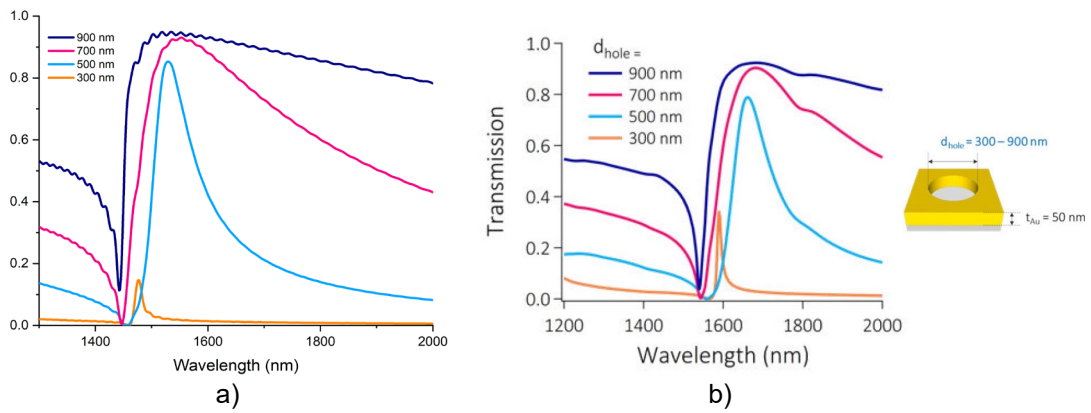 1.0
0.8
0.6
0.4
0.2
0.0
900 nm
700 nm
500 nm
300 nm
1400
1600
1800
2000
Wavelength (nm)
a)
Transmission
1.0
0.8
0.6
0.4
0.2
0.0
dhole =
900 nm
700 nm
500 nm
300 nm
1200
1400
1600
1800
2000
Wavelength (nm)
b)
dhole = 300 – 900 nm
tAu = 50 nm